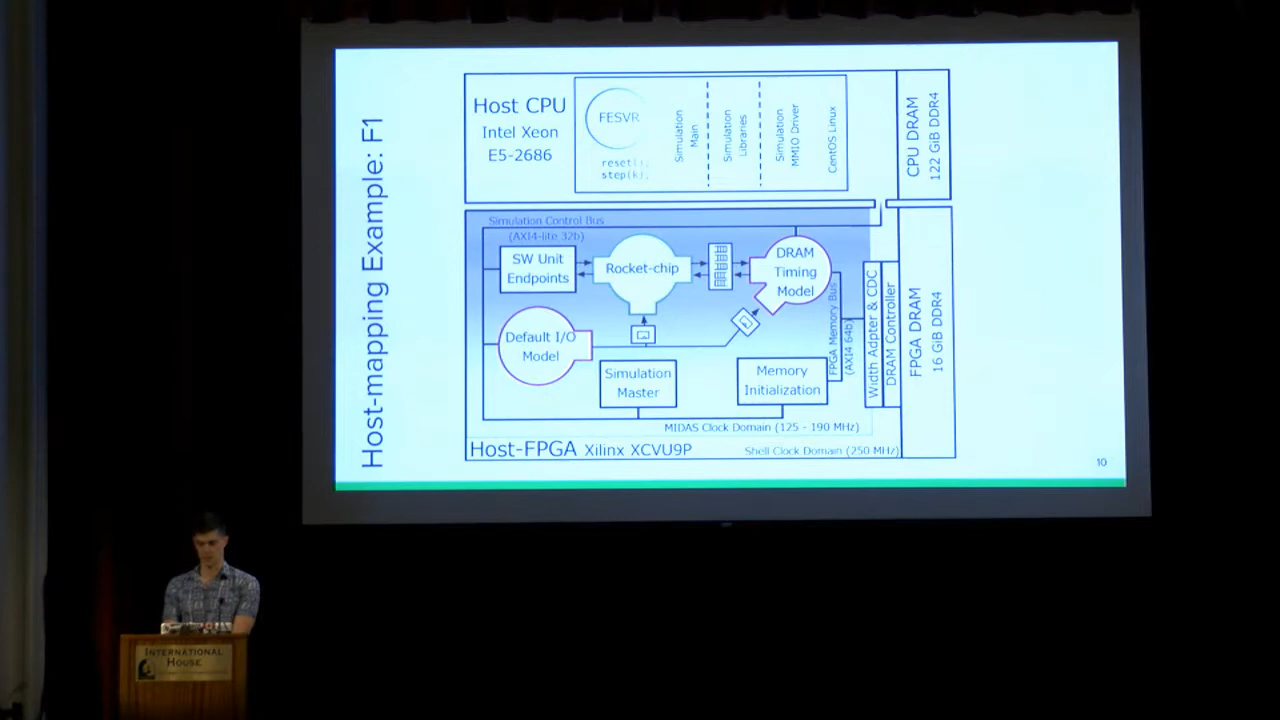 Host-mapping Example: F1
Host CPU
Intel Xeon
E5-2686
FESVR
reset();
step(k);
Simulation
Main
Simulation
Libraries
Simulation
MMIO Driver
CentOS Linux
CPU DRAM
122 GiB DDR4
Simulation Control Bus
(AXI4-lite 32b)
SW Unit
Endpoints
Rocket-chip
DRAM
Timing
Model
Default I/O
Model
Simulation
Master
Memory
Initialization
FPGA Memory Bus
(AXI4 64b)
Width Adpter & CDC
DRAM Controller
FPGA DRAM
16 GiB DDR4
MIDAS Clock Domain (125 - 190 MHz)
Host-FPGA Xilinx XCVU9P
Shell Clock Domain (250 MHz)
10
INTERNATIONAL
HOUSE